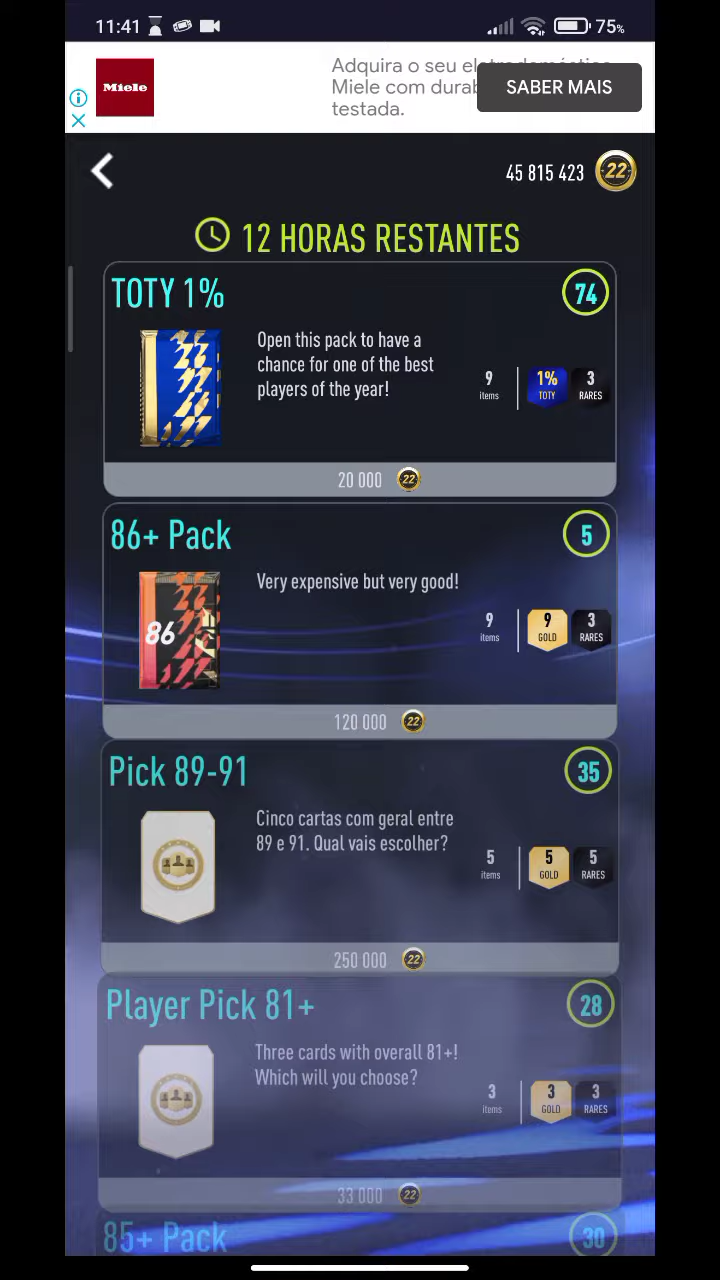 11:41
75%
Miele
Adquira o seu
Miele com
testada.
SABER MAIS
45 815 423
22
12 HORAS RESTANTES
TOTY 1%
74
Open this pack to have a
chance for one of the best
players of the year!
9
items
1%
TOTY
3
RARES
20 000
22
86+ Pack
5
86
Very expensive but very good!
9
items
9
GOLD
3
RARES
120 000
22
Pick 89-91
35
Cinco cartas com geral entre
89 e 91. Qual vais escolher?
5
items
5
GOLD
5
RARES
250 000
22
Player Pick 81+
28
Three cards with overall 81+!
Which will you choose?
3
items
3
GOLD
3
RARES
33 000
22
85+ Pack
30